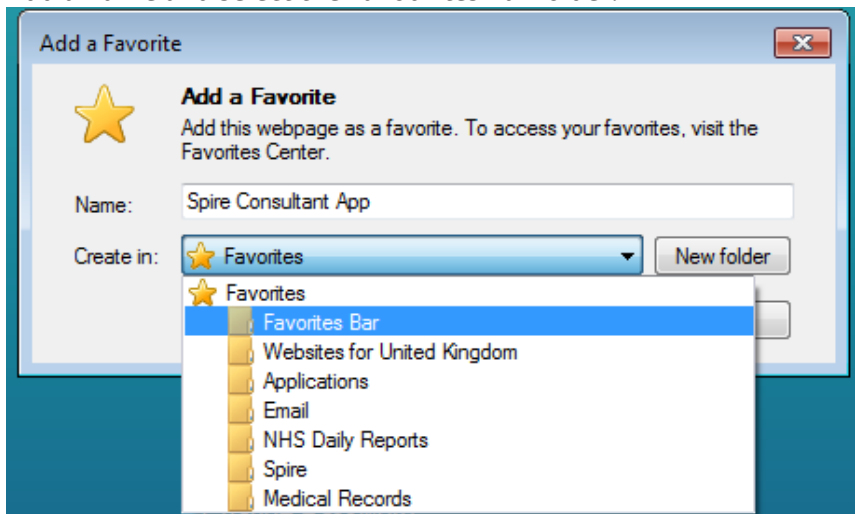 Add a Favorite
Add a Favorite
Add this webpage as a favorite. To access your favorites, visit the
Favorites Center.
Name: Spire Consultant App
Create in: Favorites New folder
Favorites
Favorites Bar
Websites for United Kingdom
Applications
Email
NHS Daily Reports
Spire
Medical Records